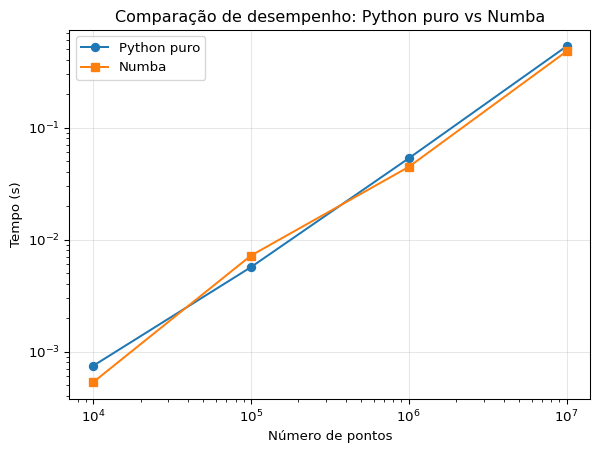 Comparação de desempenho: Python puro vs Numba
Python puro
Numba
Tempo (s)
10⁻¹
10⁻²
10⁻³
10⁴
10⁵
10⁶
10⁷
Número de pontos